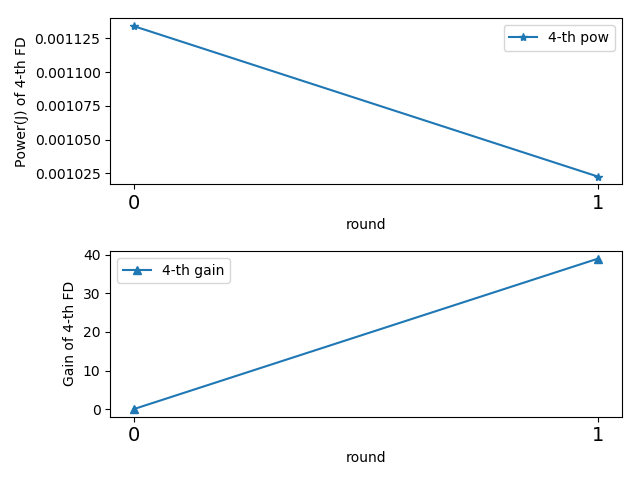 Power(J) of 4-th FD
0.001125
0.001100
0.001075
0.001050
0.001025
4-th pow
0 1
round
Gain of 4-th FD
40
30
20
10
0
4-th gain
0 1
round